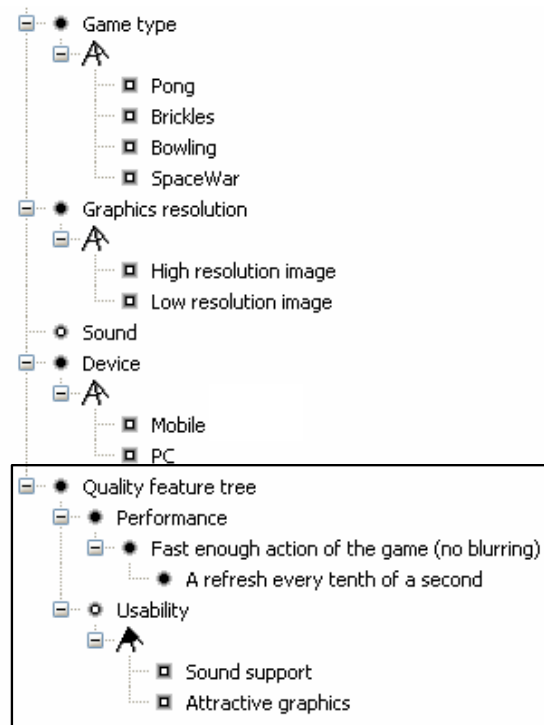 Game type
Pong
Brickles
Bowling
SpaceWar
Graphics resolution
High resolution image
Low resolution image
Sound
Device
Mobile
PC
Quality feature tree
Performance
Fast enough action of the game (no blurring)
A refresh every tenth of a second
Usability
Sound support
Attractive graphics